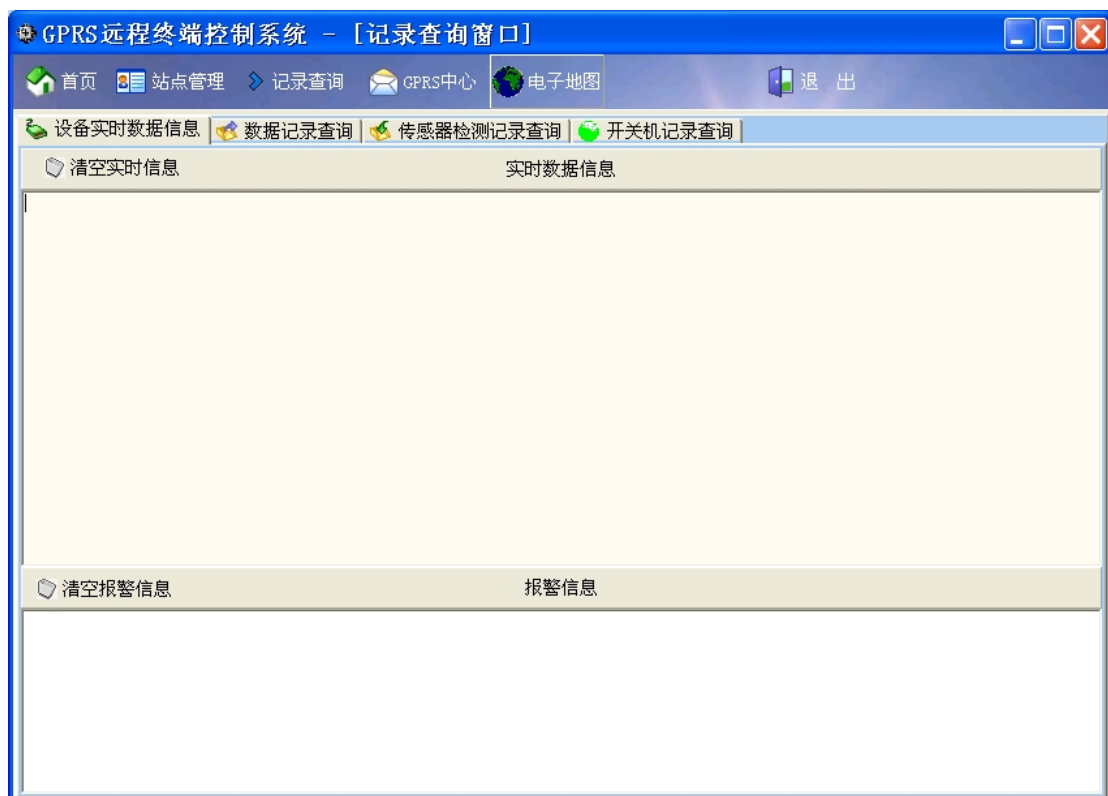 GPRS远程终端控制系统 - [记录查询窗口]
首页 站点管理 记录查询 GPRS中心 电子地图 退 出
设备实时数据信息 数据记录查询 传感器检测记录查询 开关机记录查询
清空实时信息 实时数据信息
清空报警信息 报警信息